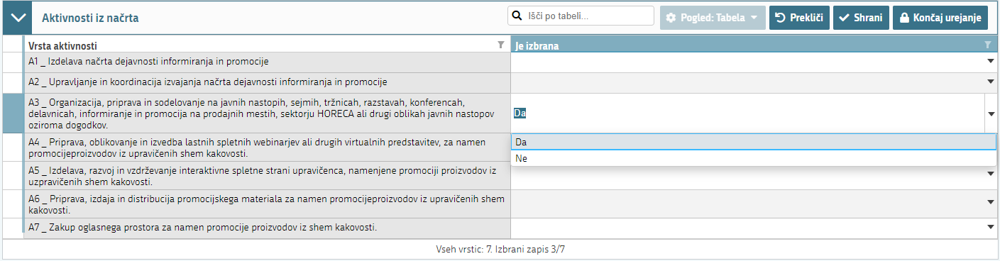 Aktivnosti iz načrta
Išči po tabeli...
Pogled: Tabela
Prekliči
Shrani
Končaj urejanje
Vrsta aktivnosti
Je izbrana
A1 _ Izdelava načrta dejavnosti informiranja in promocije
A2 _ Upravljanje in koordinacija izvajanja načrta dejavnosti informiranja in promocije
A3 _ Organizacija, priprava in sodelovanje na javnih nastopih, sejmih, tržnicah, razstavah, konferencah,
delavnicah, informiranje in promocija na prodajnih mestih, sektorju HORECA ali drugi oblikah javnih nastopov
oziroma dogodkov.
Da
A4 _ Priprava, oblikovanje in izvedba lastnih spletnih webinarjev ali drugih virtualnih predstavitev, za namen
promocijeproizvodov iz upravičenih shem kakovosti.
Da
Ne
A5 _ Izdelava, razvoj in vzdrževanje interaktivne spletne strani upravičenca, namenjene promociji proizvodov iz
uzpravičenih shem kakovosti.
A6 _ Priprava, izdaja in distribucija promocijskega materiala za namen promocijeproizvodov iz upravičenih shem
kakovosti.
A7 _ Zakup oglasnega prostora za namen promocije proizvodov iz shem kakovosti.
Vseh vrstic: 7. Izbrani zapis 3/7